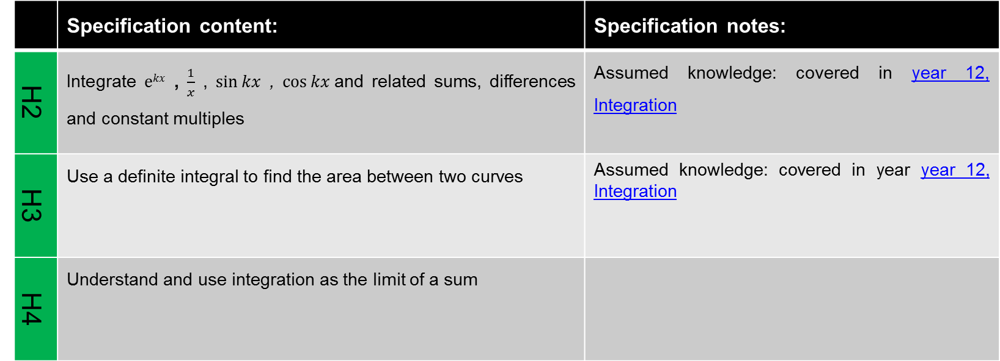 Specification content:
Specification notes:
H2
Integrate e^{kx} , \frac{1}{x} , sin kx , cos kx and related sums, differences
and constant multiples
Assumed knowledge: covered in year 12,
Integration
H3
Use a definite integral to find the area between two curves
Assumed knowledge: covered in year year 12,
Integration
H4
Understand and use integration as the limit of a sum